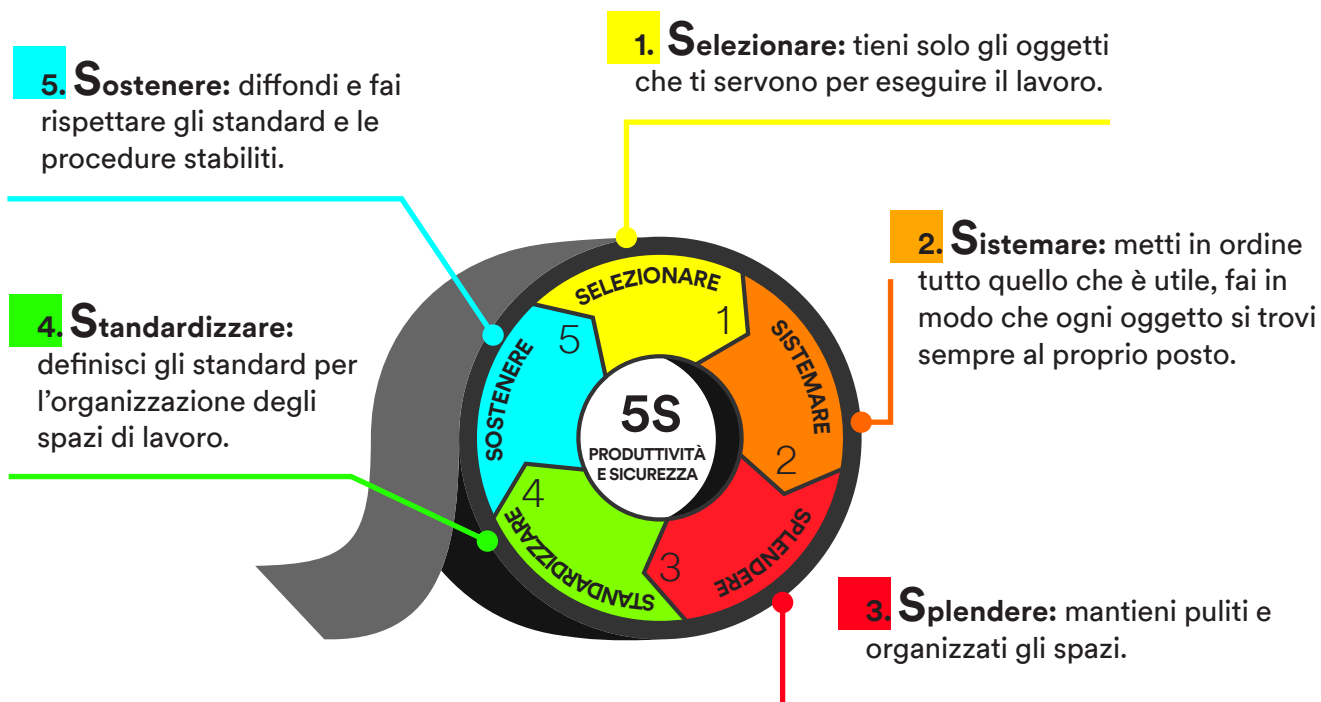 1. Selezionare: tieni solo gli oggetti
che ti servono per eseguire il lavoro.
2. Sistemare: metti in ordine
tutto quello che è utile, fai in
modo che ogni oggetto si trovi
sempre al proprio posto.
3. Splendere: mantieni puliti e
organizzati gli spazi.
4. Standardizzare:
definisci gli standard per
l’organizzazione degli
spazi di lavoro.
5. Sostenere: diffondi e fai
rispettare gli standard e le
procedure stabiliti.
SELEZIONARE
1
SISTEMARE
2
SPLENDERE
3
STANDARDIZZARE
4
SOSTENERE
5
5S
PRODUTTIVITÀ
E SICUREZZA